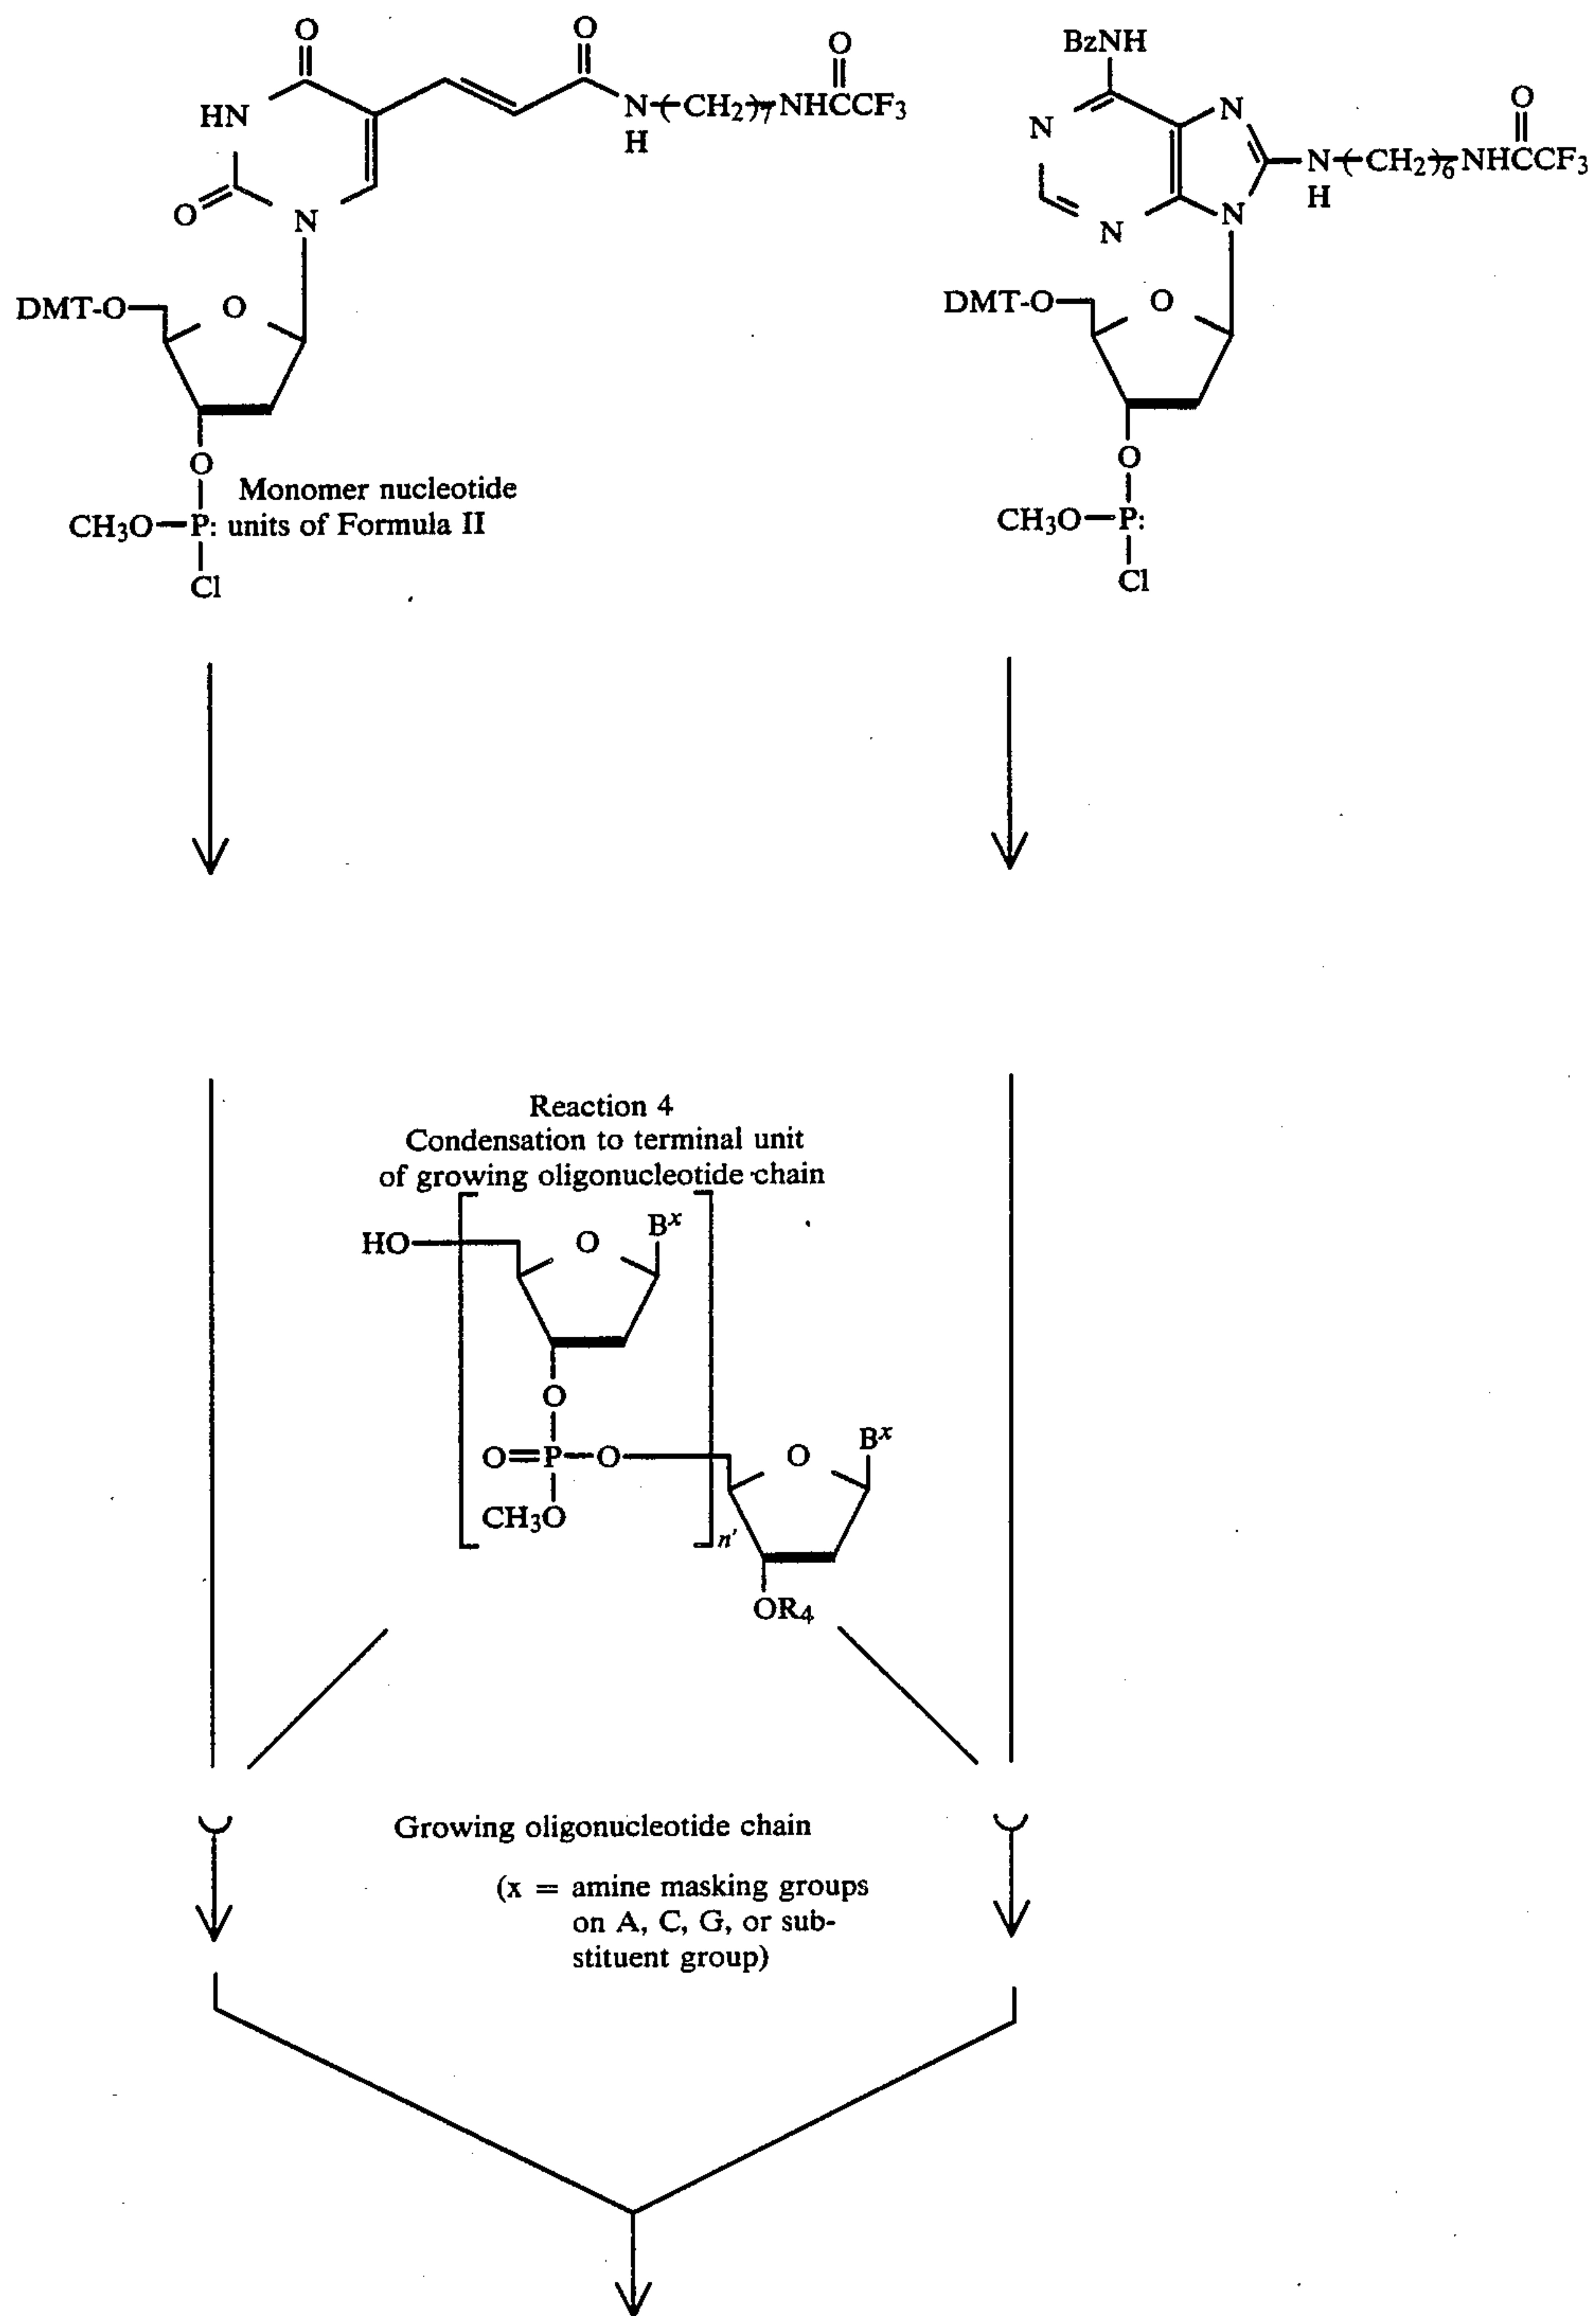 O
O
O
HN
N-(CH₂)₇-NHCCF₃
H
O
N
DMT-O
O
O
Monomer nucleotide
CH₃O-P: units of Formula II
Cl
BzNH
N
N
O
N-(CH₂)₆-NHCCF₃
H
N
N
DMT-O
O
O
CH₃O-P:
Cl
Reaction 4
Condensation to terminal unit
of growing oligonucleotide chain
HO
O
Bˣ
O
O=P-O
CH₃O
n'
O
Bˣ
OR₄
Growing oligonucleotide chain
(x = amine masking groups
on A, C, G, or sub-
stituent group)